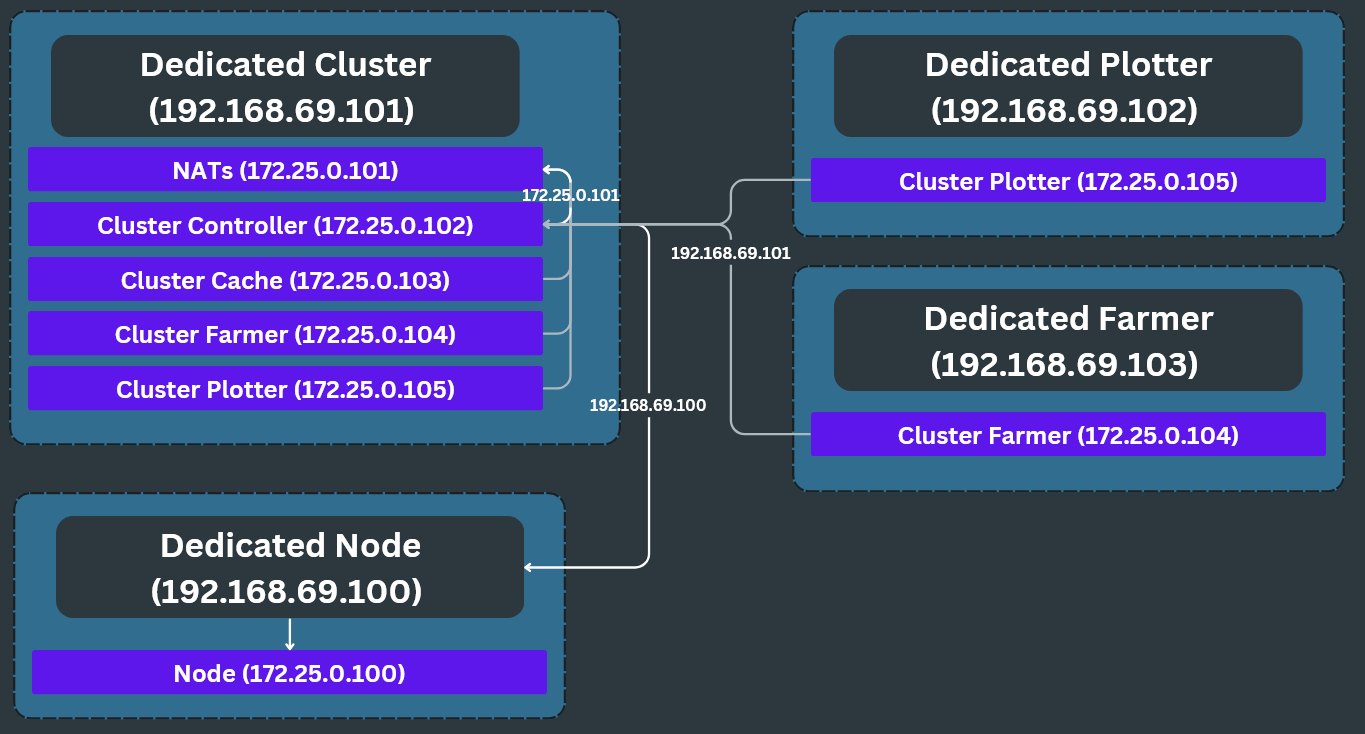 Dedicated Cluster
(192.168.69.101)
NATs (172.25.0.101)
172.25.0.101
Cluster Controller (172.25.0.102)
Cluster Cache (172.25.0.103)
Cluster Farmer (172.25.0.104)
Cluster Plotter (172.25.0.105)
192.168.69.101
192.168.69.100
Dedicated Plotter
(192.168.69.102)
Cluster Plotter (172.25.0.105)
Dedicated Farmer
(192.168.69.103)
Cluster Farmer (172.25.0.104)
Dedicated Node
(192.168.69.100)
Node (172.25.0.100)